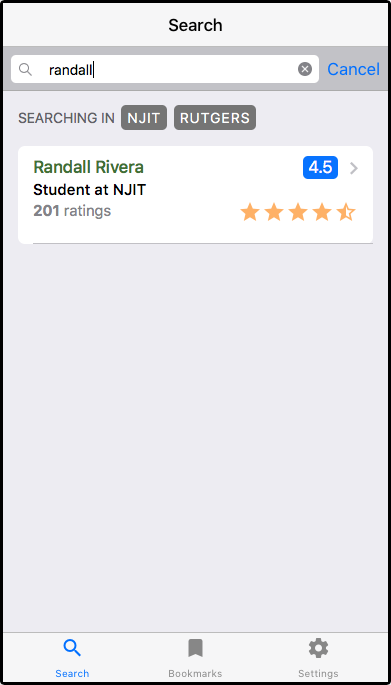 Search
randall
Cancel
SEARCHING IN NJIT RUTGERS
Randall Rivera 4.5
Student at NJIT
201 ratings
Search Bookmarks Settings